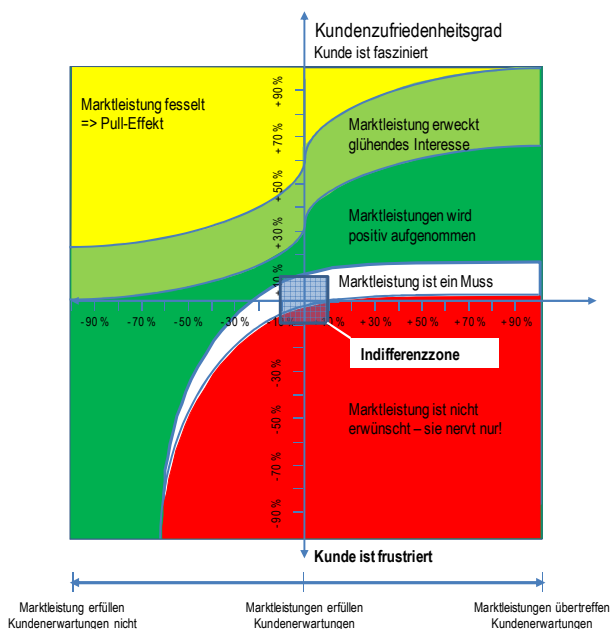 Kundenzufriedenheitsgrad
Kunde ist fasziniert
Marktleistung fesselt
=> Pull-Effekt
+90 %
+70 %
+50 %
+30 %
+10 %
Marktleistung erweckt
glühendes Interesse
Marktleistungen wird
positiv aufgenommen
Marktleistung ist ein Muss
-90 %
-70 %
-50 %
-30 %
-10 %
+10 %
+30 %
+50 %
+70 %
+90 %
Indifferenzzone
-30 %
-50 %
-70 %
-90 %
Marktleistung ist nicht
erwünscht – sie nervt nur!
Kunde ist frustriert
Marktleistung erfüllen
Kundenerwartungen nicht
Marktleistungen erfüllen
Kundenerwartungen
Marktleistungen übertreffen
Kundenerwartungen